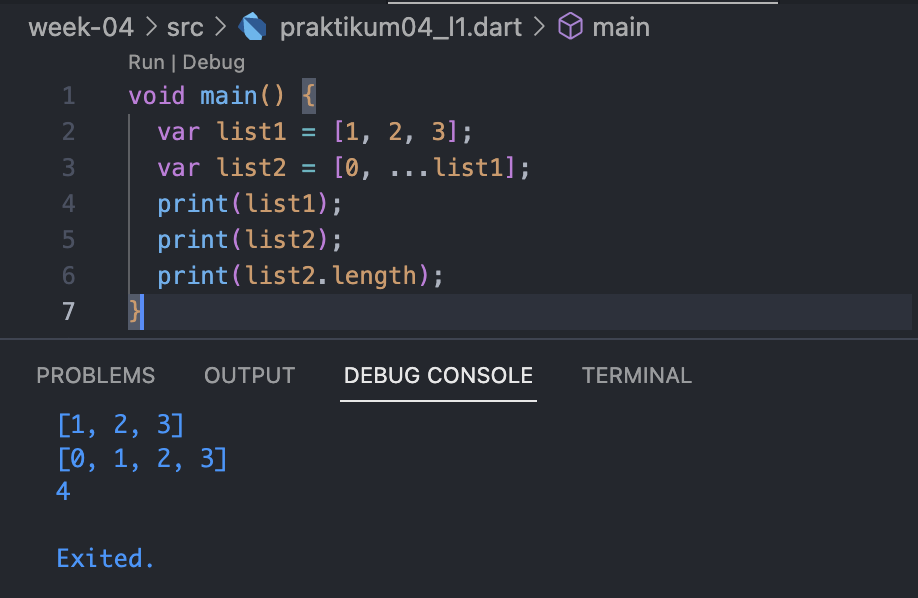 week-04 > src > praktikum04_l1.dart > main
Run | Debug
1 void main() {
2 var list1 = [1, 2, 3];
3 var list2 = [0, ...list1];
4 print(list1);
5 print(list2);
6 print(list2.length);
7 }
PROBLEMS OUTPUT DEBUG CONSOLE TERMINAL
[1, 2, 3]
[0, 1, 2, 3]
4
Exited.